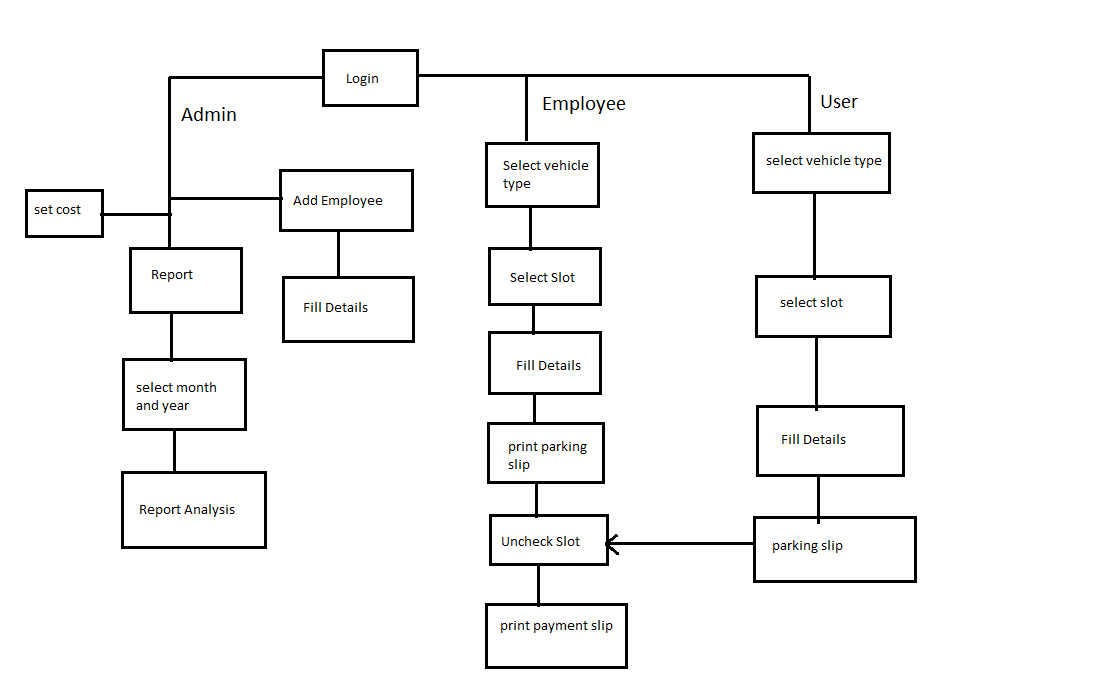 Login
Admin
Employee
User
set cost
Add Employee
Report
Fill Details
select month
and year
Report Analysis
Select vehicle
type
Select Slot
Fill Details
print parking
slip
Uncheck Slot
print payment slip
select vehicle type
select slot
Fill Details
parking slip